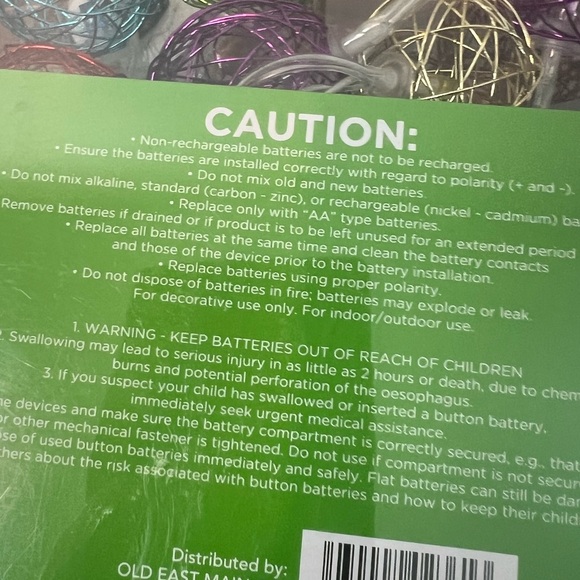 CAUTION:
• Non-rechargeable batteries are not to be recharged.
• Ensure the batteries are installed correctly with regard to polarity (+ and -).
• Do not mix old and new batteries.
• Do not mix alkaline, standard (carbon - zinc), or rechargeable (nickel - cadmium) ba
• Replace only with "AA" type batteries.
Remove batteries if drained or if product is to be left unused for an extended period
• Replace all batteries at the same time and clean the battery contacts
and those of the device prior to the battery installation.
• Replace batteries using proper polarity.
• Do not dispose of batteries in fire; batteries may explode or leak.
For decorative use only. For indoor/outdoor use.
1. WARNING - KEEP BATTERIES OUT OF REACH OF CHILDREN
. Swallowing may lead to serious injury in as little as 2 hours or death, due to chem
burns and potential perforation of the oesophagus.
3. If you suspect your child has swallowed or inserted a button battery,
immediately seek urgent medical assistance.
e devices and make sure the battery compartment is correctly secured, e.g., that
or other mechanical fastener is tightened. Do not use if compartment is not secur
se of used button batteries immediately and safely. Flat batteries can still be dan
thers about the risk associated with button batteries and how to keep their child
Distributed by:
OLD EAST MAIN